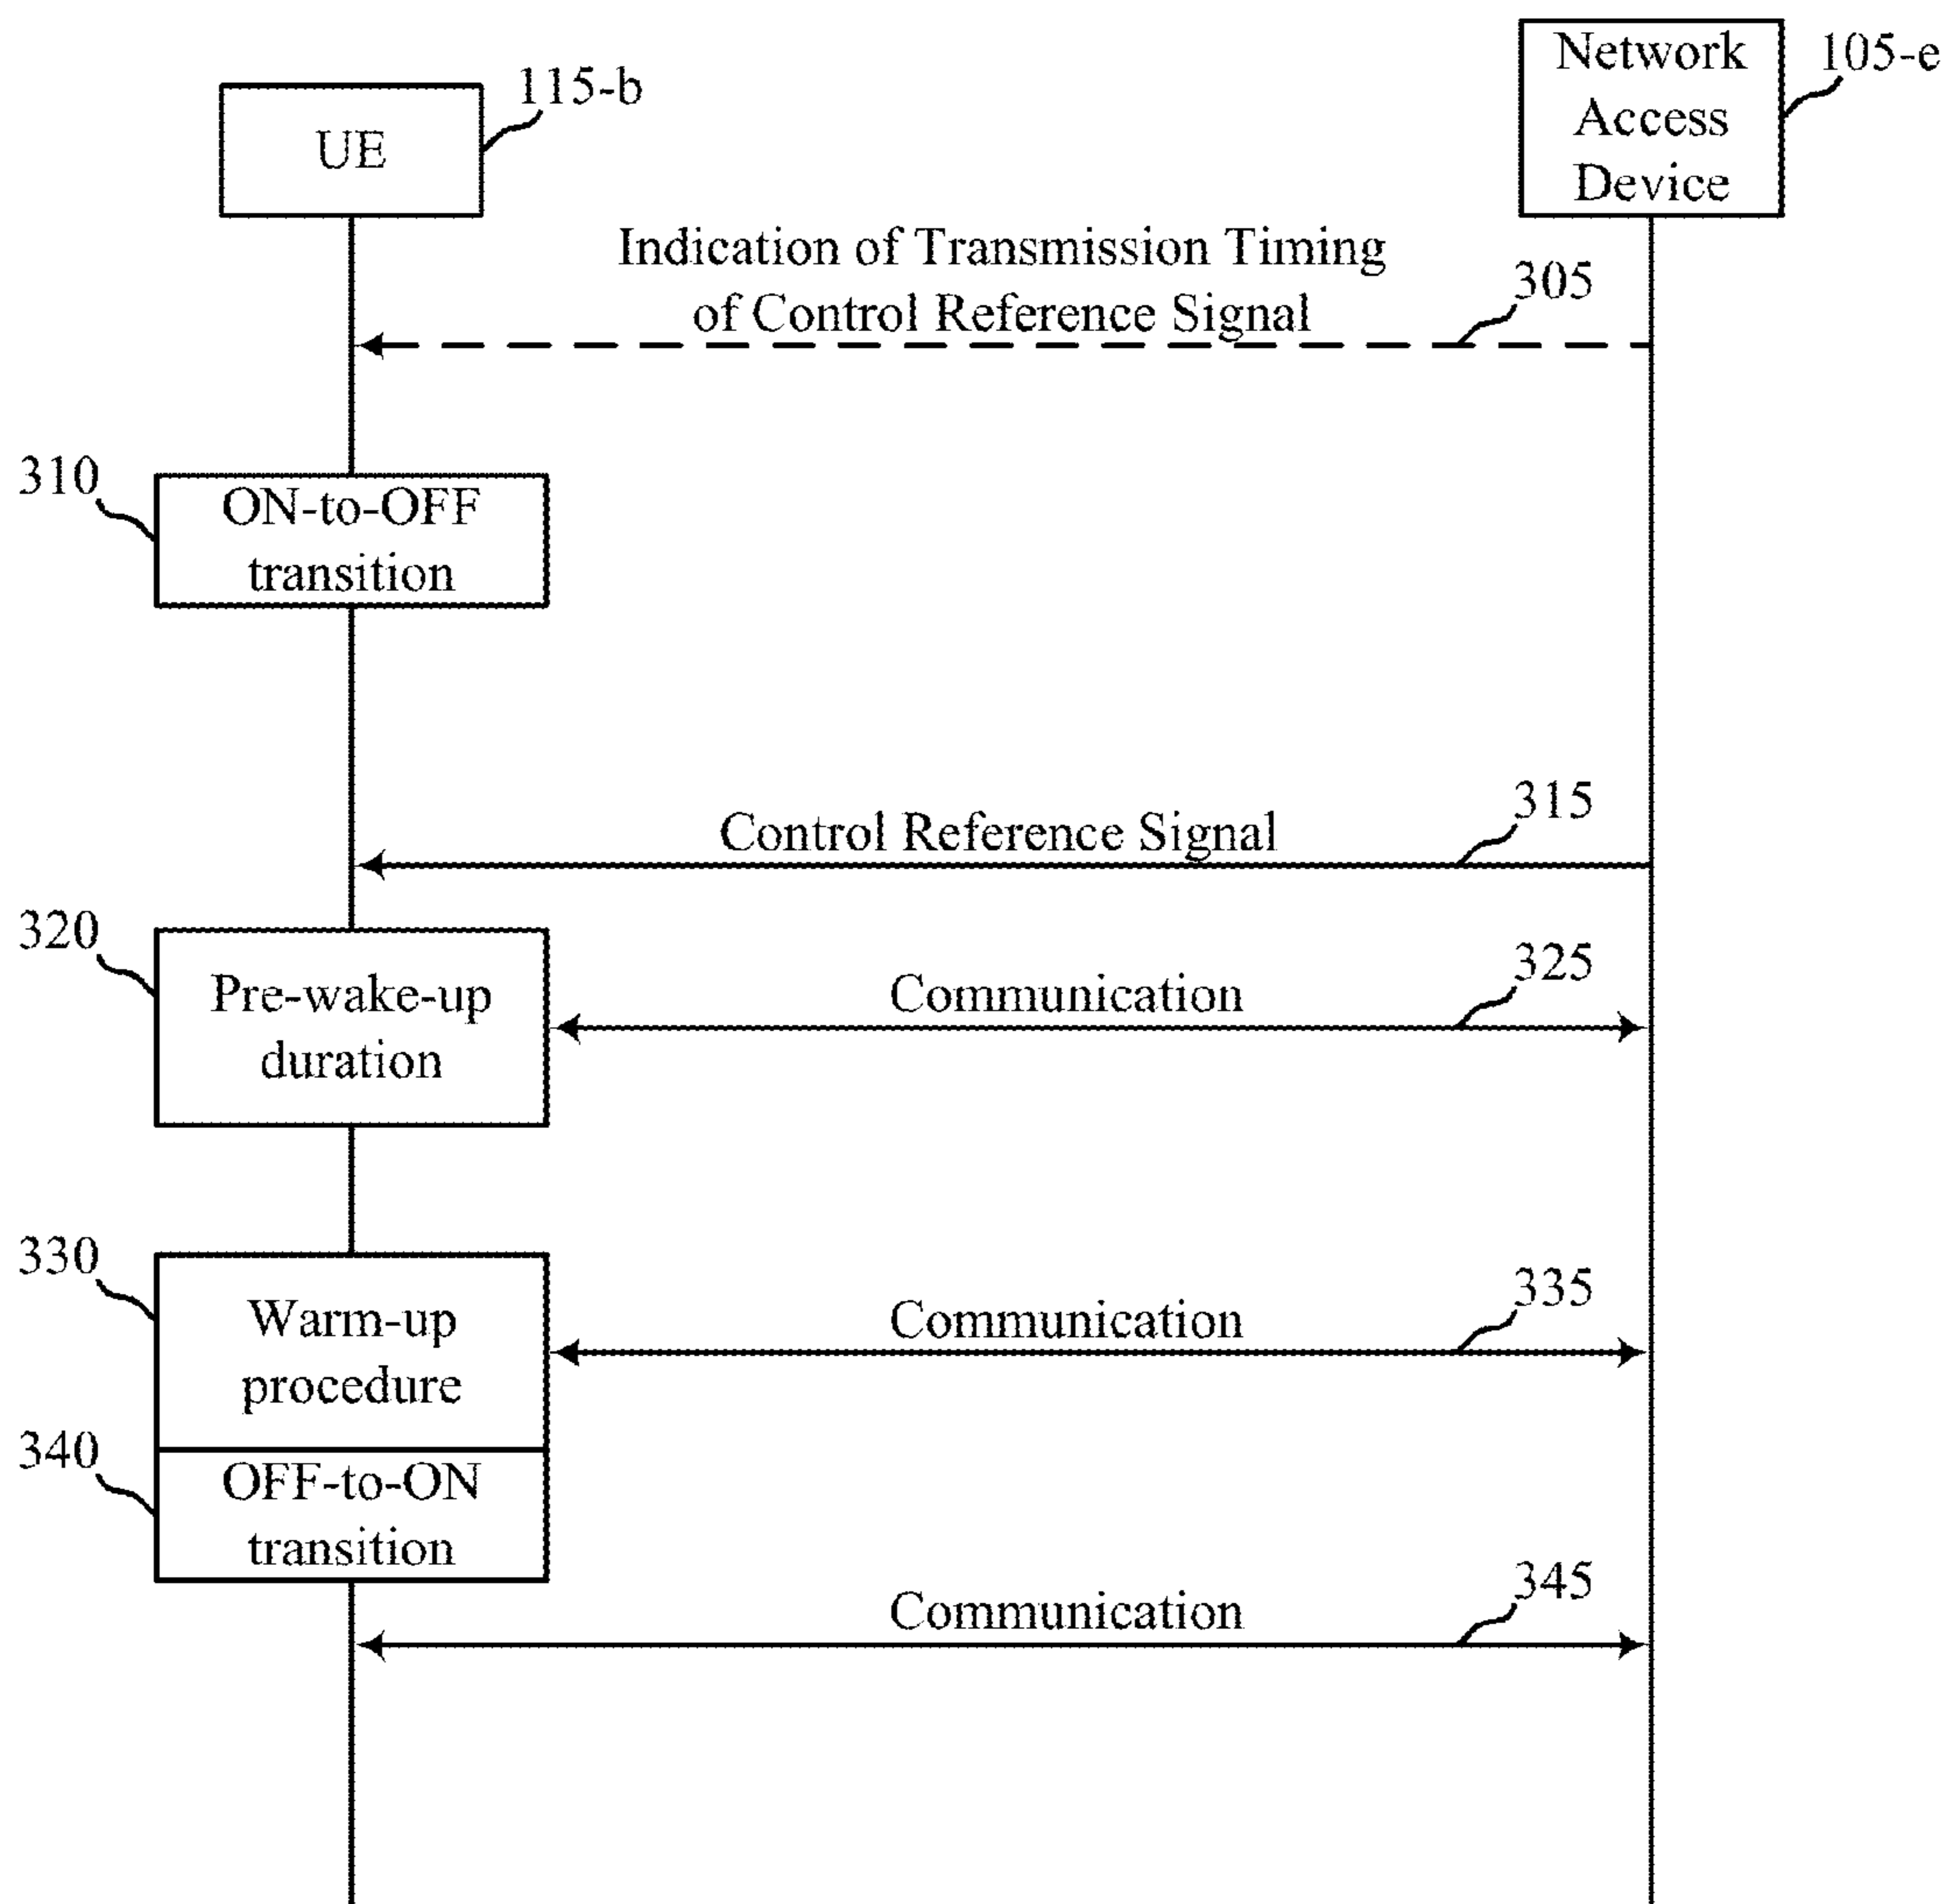 UE
115-b
Network
Access
Device
105-e
Indication of Transmission Timing
of Control Reference Signal
305
310
ON-to-OFF
transition
315
Control Reference Signal
320
Pre-wake-up
duration
325
Communication
330
Warm-up
procedure
335
Communication
340
OFF-to-ON
transition
345
Communication